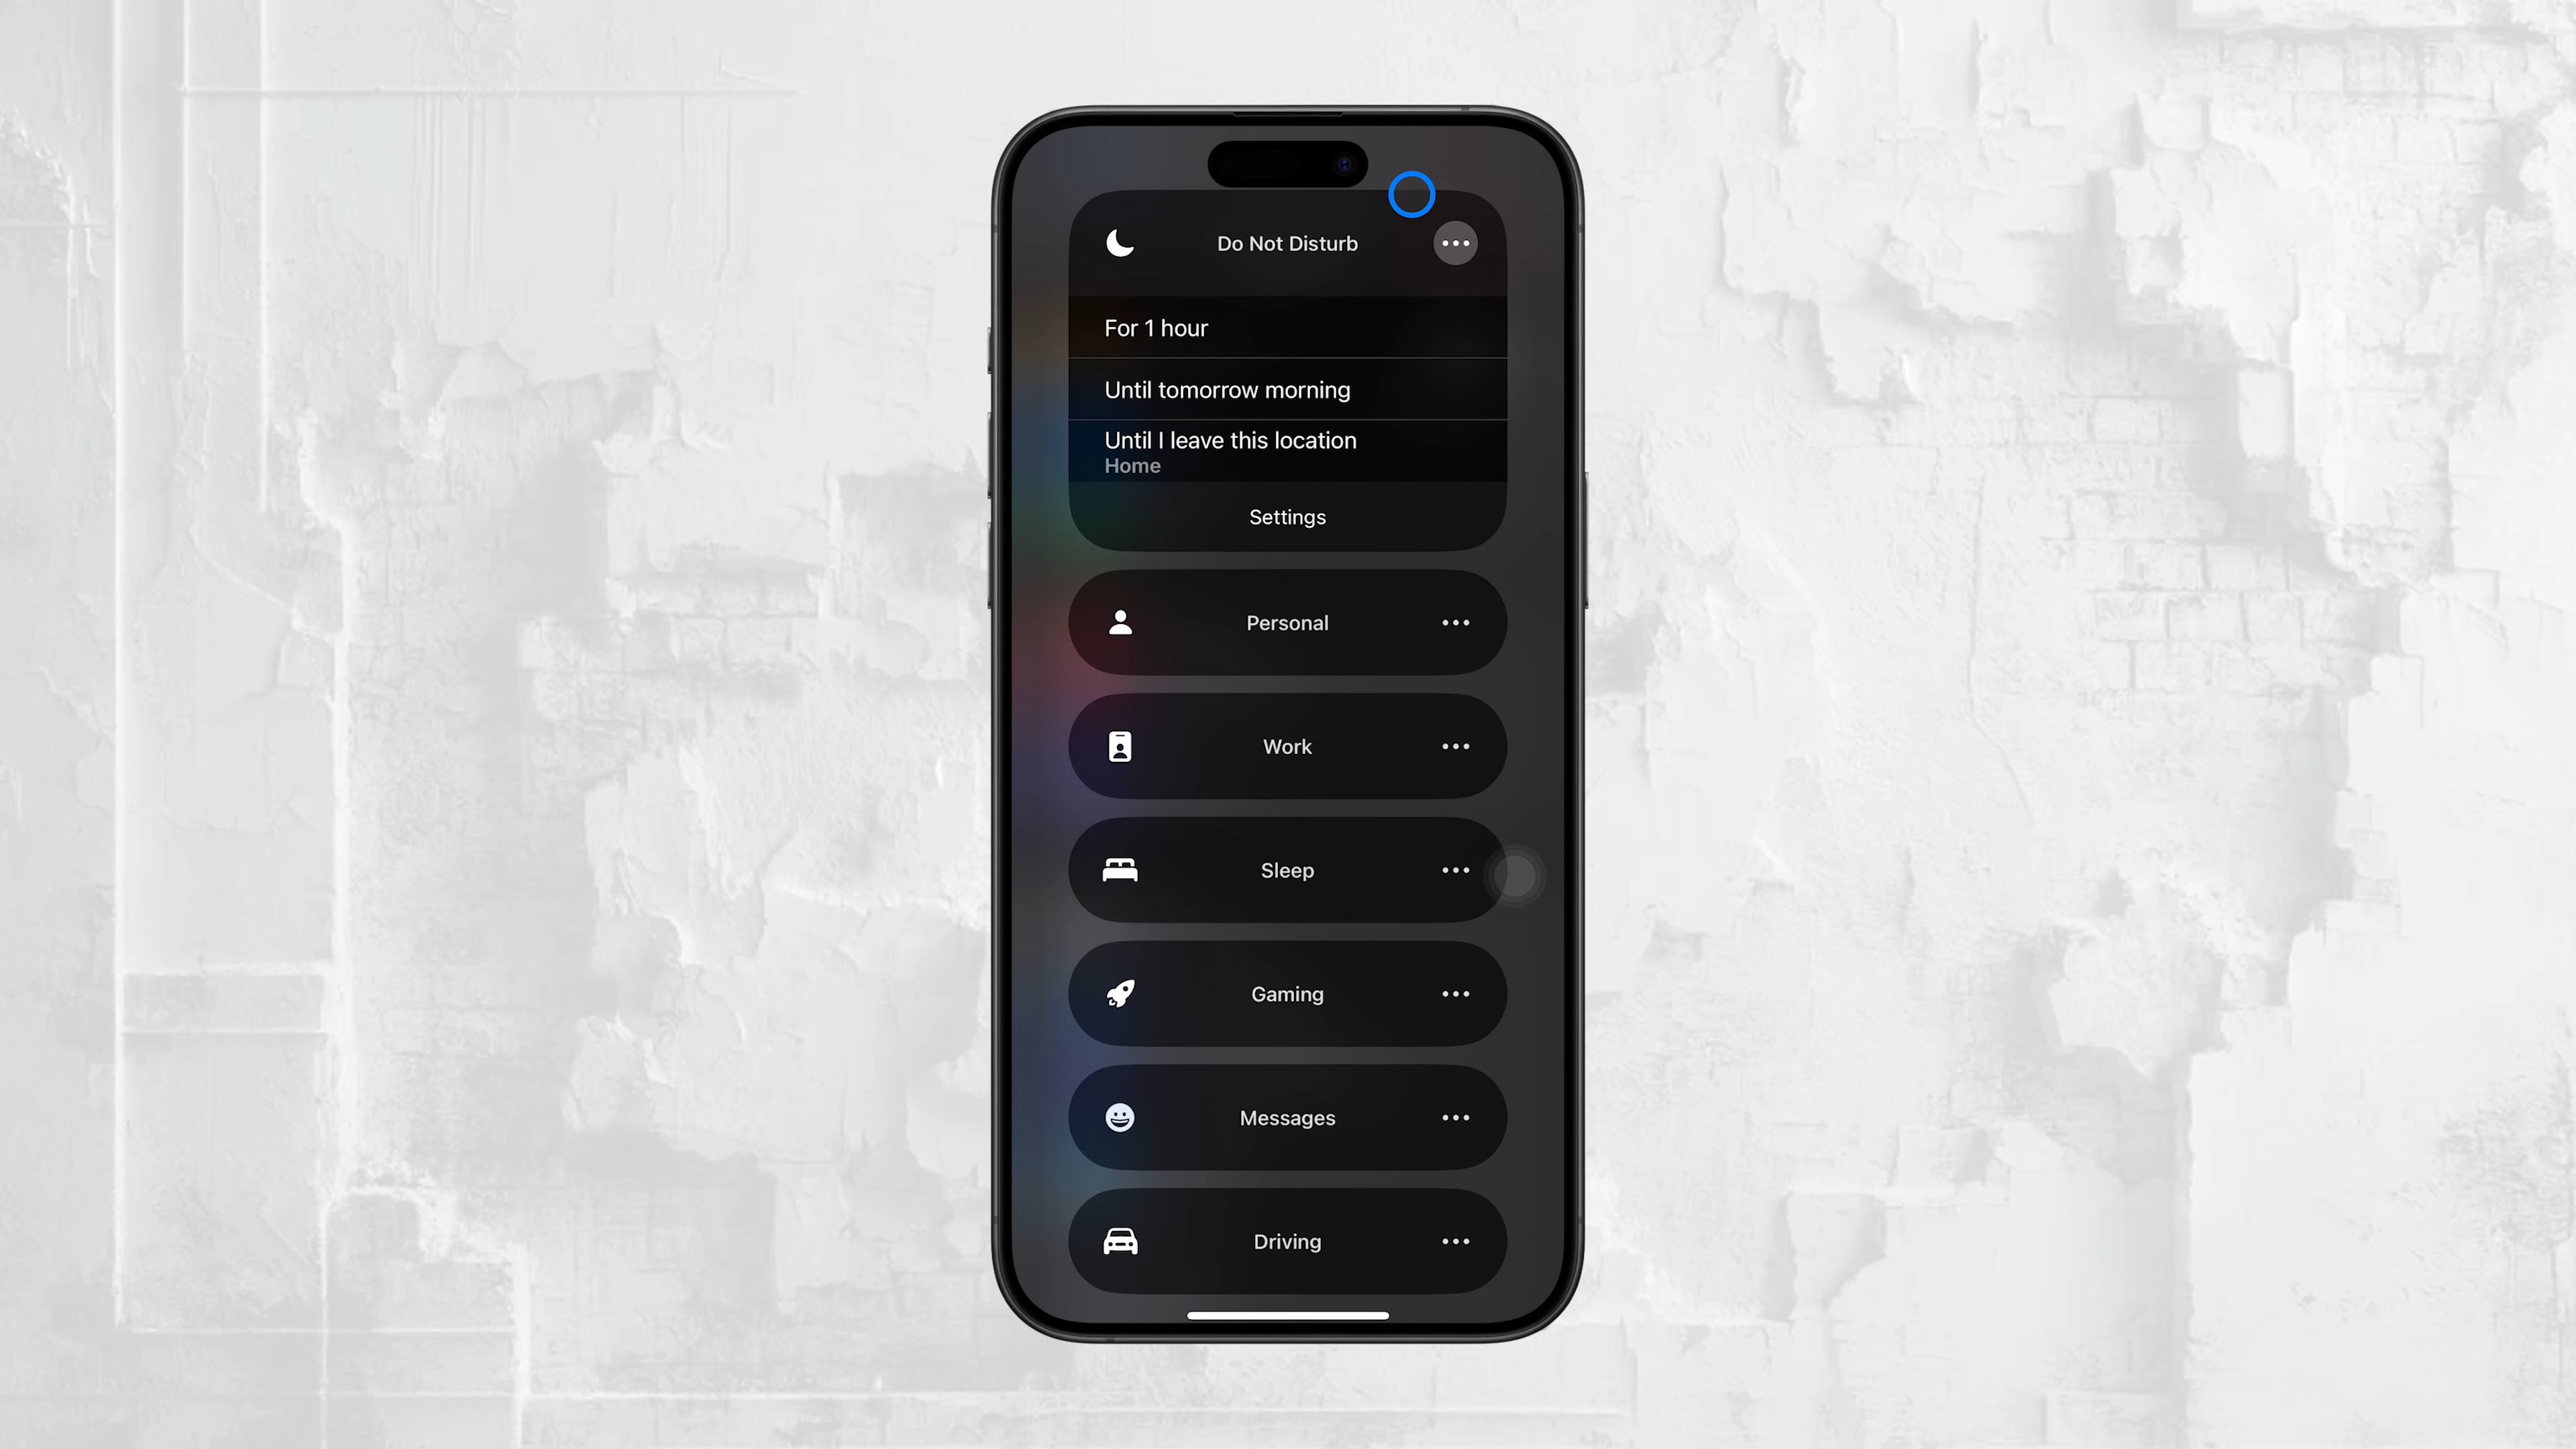 Do Not Disturb
For 1 hour
Until tomorrow morning
Until I leave this location
Home
Settings
Personal
Work
Sleep
Gaming
Messages
Driving